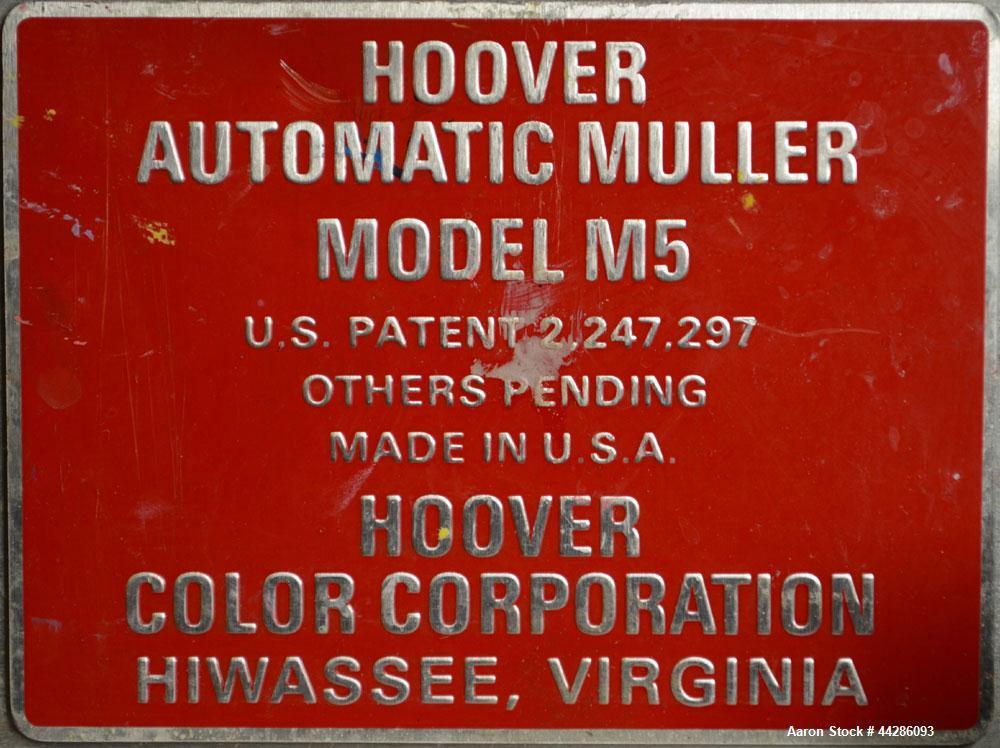 HOOVER
AUTOMATIC MULLER
MODEL M5
U.S. PATENT 2,247,297
OTHERS PENDING
MADE IN U.S.A.
HOOVER
COLOR CORPORATION
HIWASSEE, VIRGINIA
Aaron Stock # 44286093